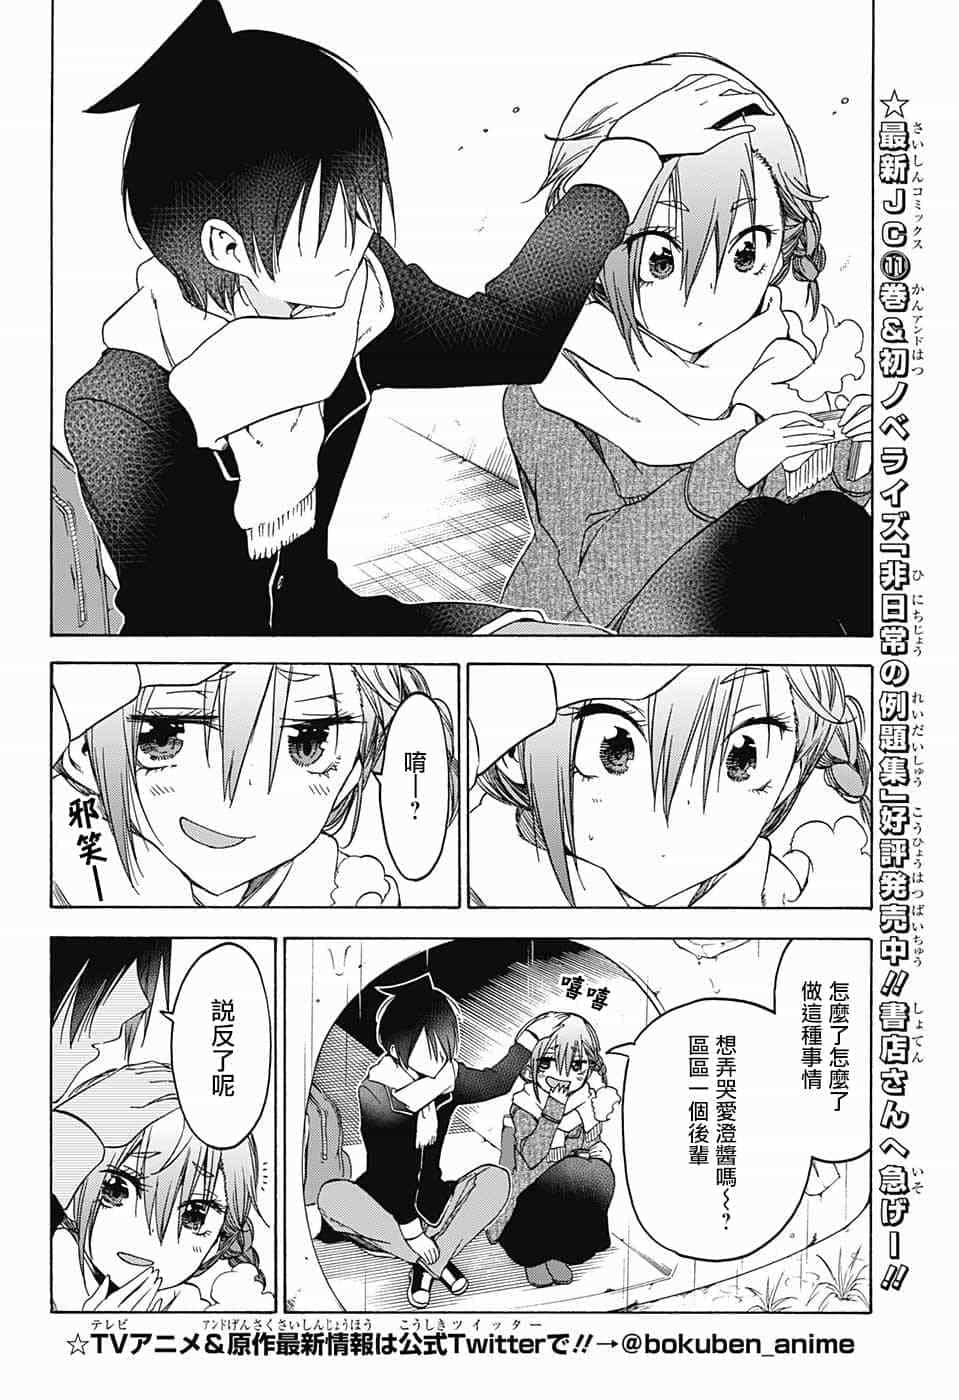 ☆最新JC⑪巻&初ノベライズ「非日常の例題集」好評発売中!!書店さんへ急げー!!
さいしんコミックス かんアンドはつ ひにちじょう れいだいしゅう こうひょうはつばいちゅう しょてん いそ
唷—?
邪笑—
怎麼了怎麼了
做這種事情
想弄哭愛澄醬嗎～?
區區一個後輩
嘻嘻
説反了呢
テレビ アンドげんさくさいしんじょうほう こうしきツイッター
☆TVアニメ&原作最新情報は公式Twitterで!!→@bokuben_anime